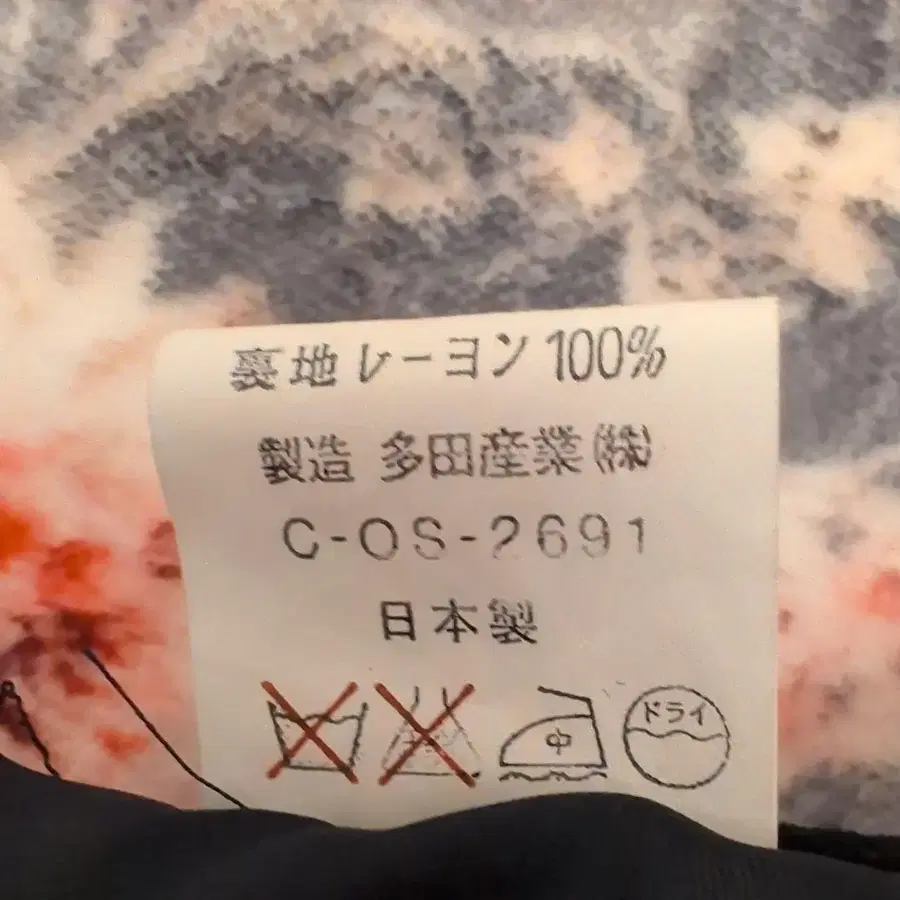 裏地レーヨン100%
製造 多田産業(株)
C-OS-2691
日本製
中 ドライ